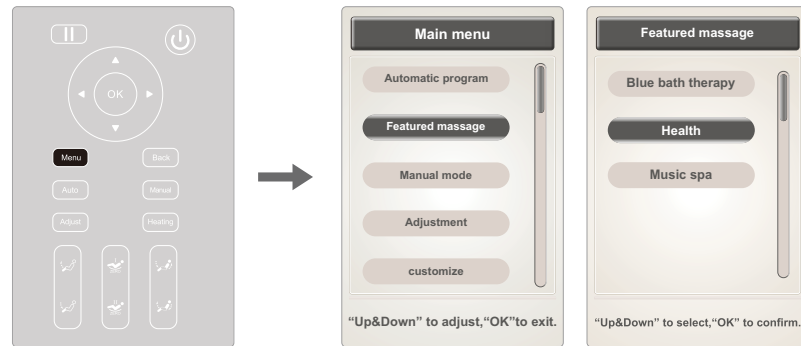 OK
Menu
Back
Auto
Manual
Adjust
Heating
Main menu
Automatic program
Featured massage
Manual mode
Adjustment
customize
“Up&Down” to adjust,“OK”to exit.
Featured massage
Blue bath therapy
Health
Music spa
“Up&Down” to select,“OK” to confirm.